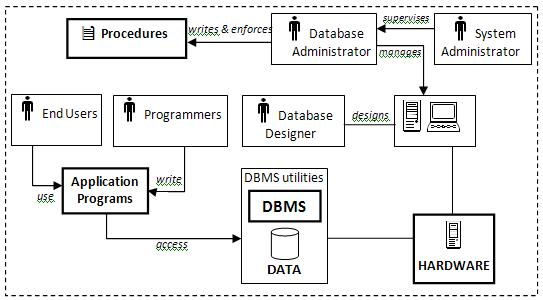 Procedures
writes & enforces
Database
Administrator
supervises
System
Administrator
manages
End Users
Programmers
Database
Designer
designs
use
Application
Programs
write
access
DBMS utilities
DBMS
DATA
HARDWARE